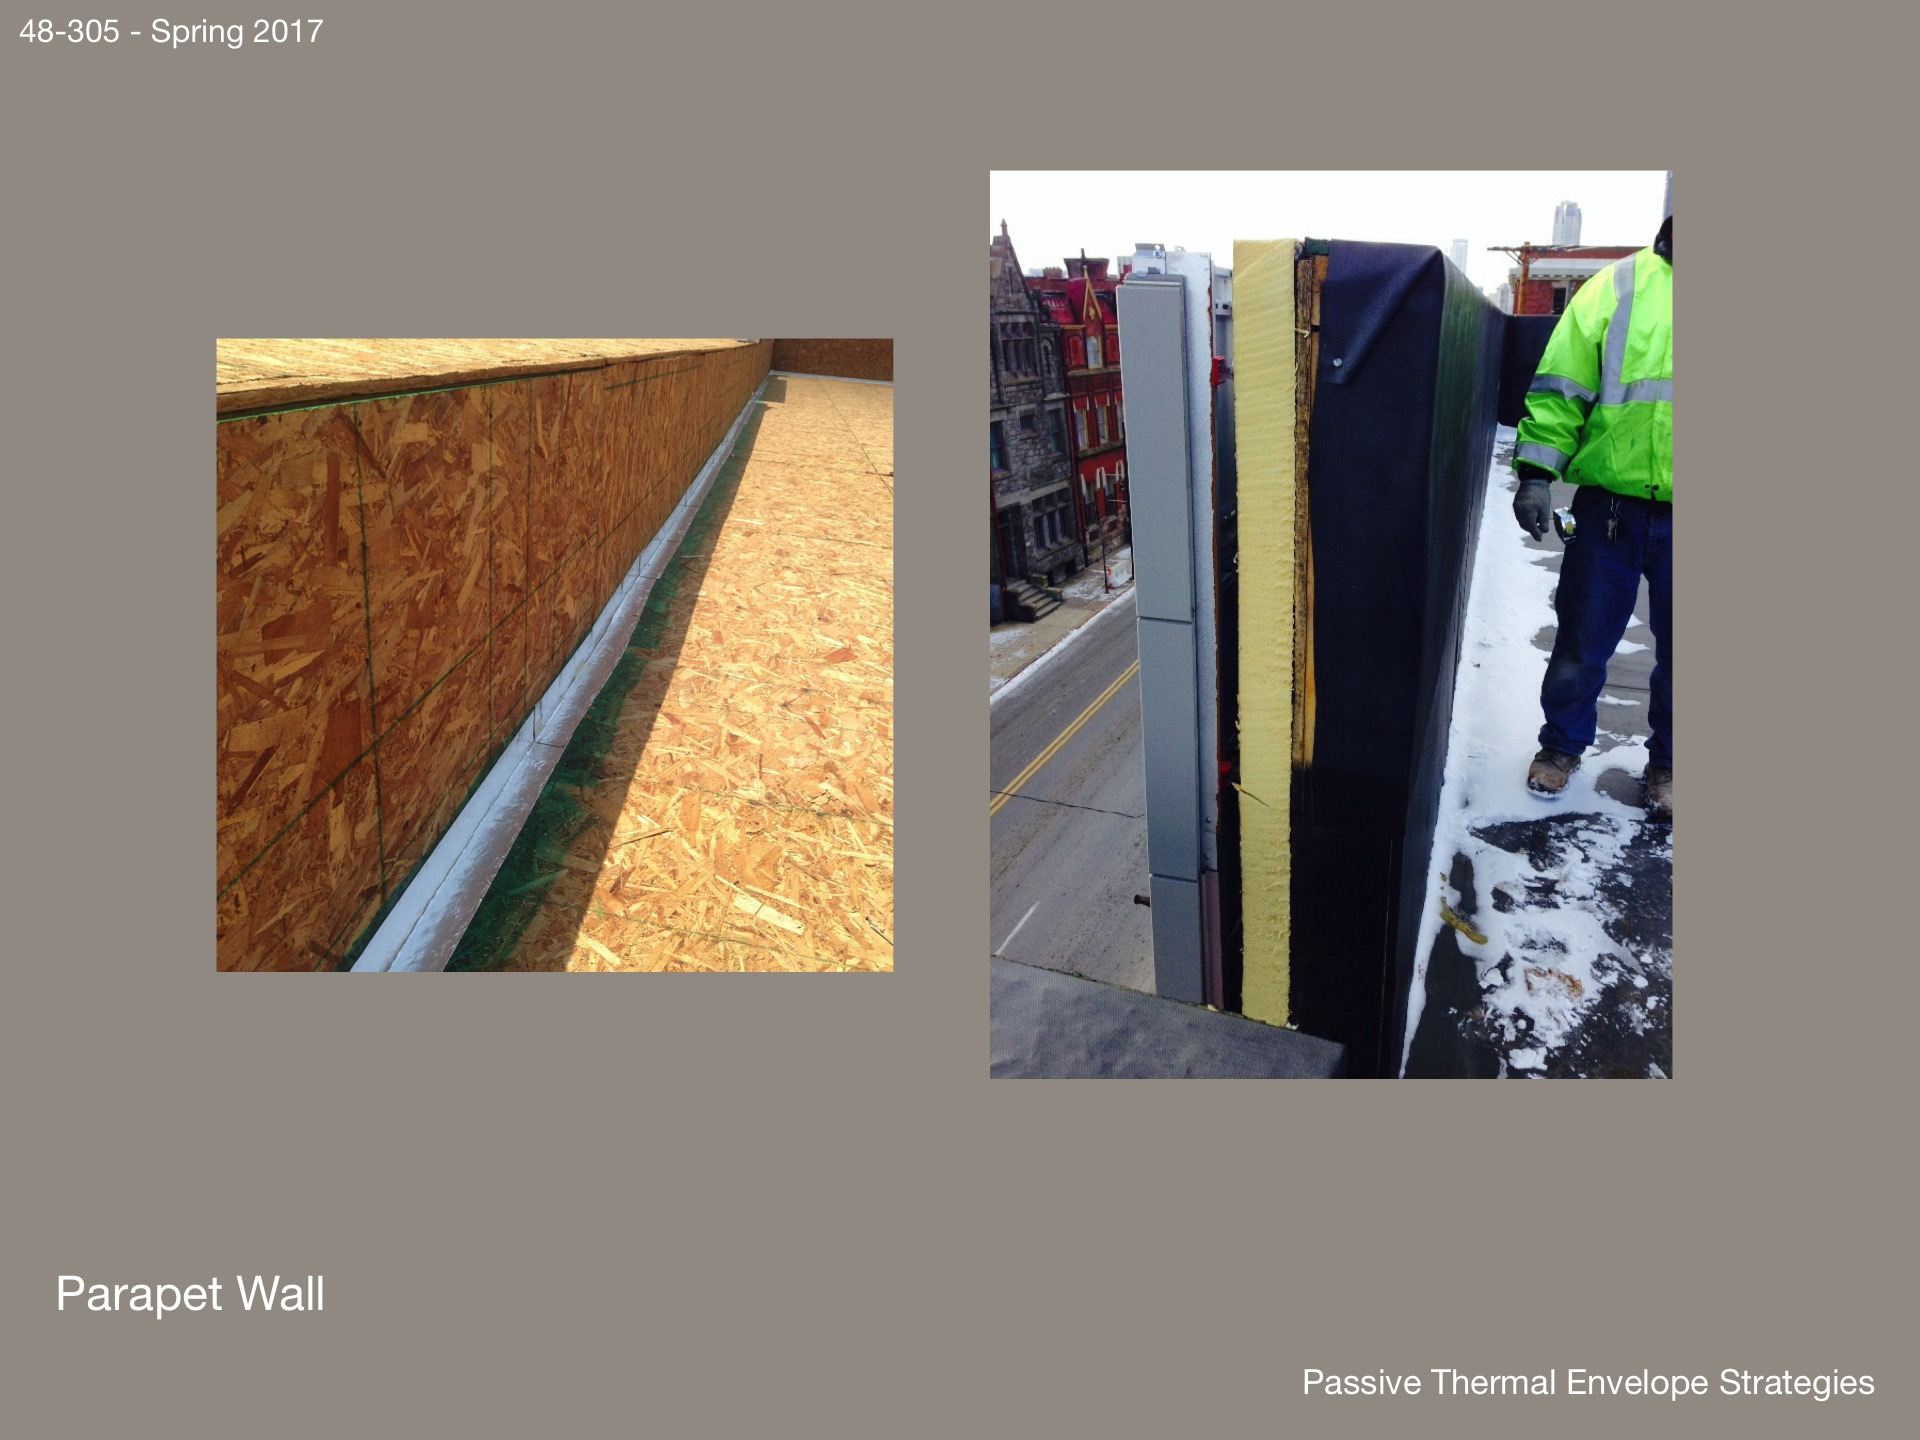 48-305 - Spring 2017
Parapet Wall
Passive Thermal Envelope Strategies